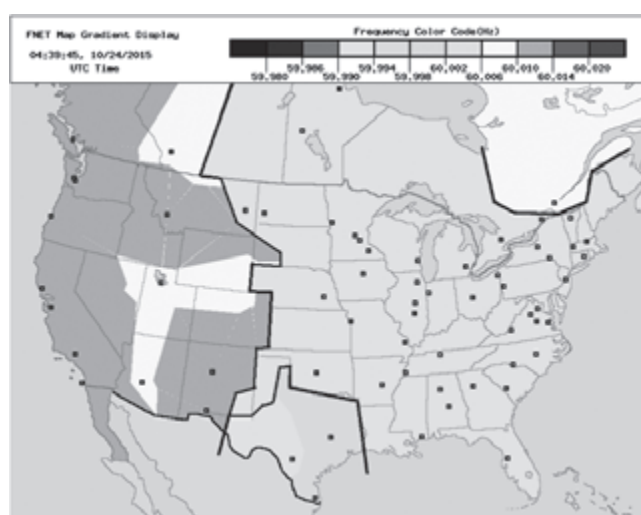 FNET Map Gradient Display
Frequency Color Code(Hz)
04:39:45, 10/24/2015
UTC Time
59.980 59.986 59.990 59.994 59.998 60.002 60.006 60.010 60.014 60.020